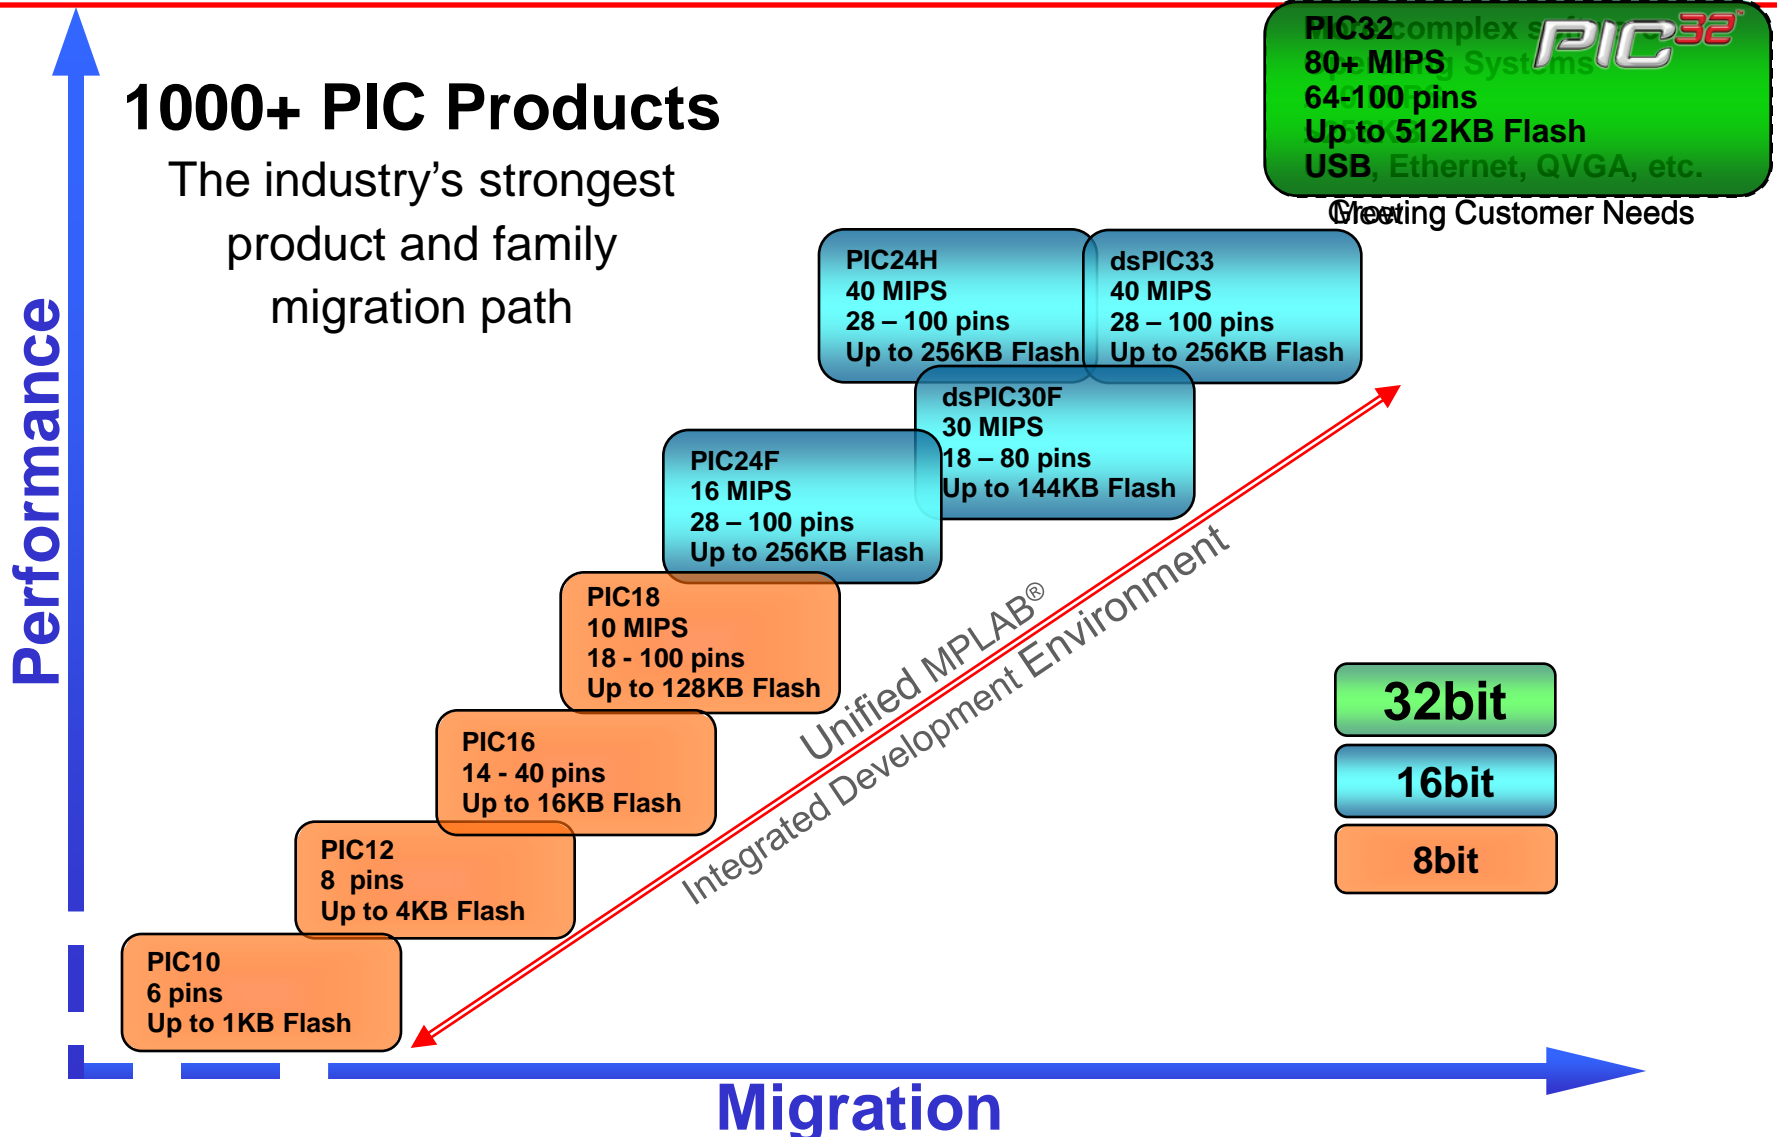 1000+ PIC Products
The industry's strongest
product and family
migration path
PIC32
80+ MIPS
64-100 pins
Up to 512KB Flash
USB, Ethernet, QVGA, etc.
PIC32™
complex
Systems
Meeting Customer Needs
PIC24H
40 MIPS
28 – 100 pins
Up to 256KB Flash
dsPIC33
40 MIPS
28 – 100 pins
Up to 256KB Flash
dsPIC30F
30 MIPS
18 – 80 pins
Up to 144KB Flash
PIC24F
16 MIPS
28 – 100 pins
Up to 256KB Flash
PIC18
10 MIPS
18 - 100 pins
Up to 128KB Flash
PIC16
14 - 40 pins
Up to 16KB Flash
PIC12
8 pins
Up to 4KB Flash
PIC10
6 pins
Up to 1KB Flash
Unified MPLAB®
Integrated Development Environment
32bit
16bit
8bit
Performance
Migration